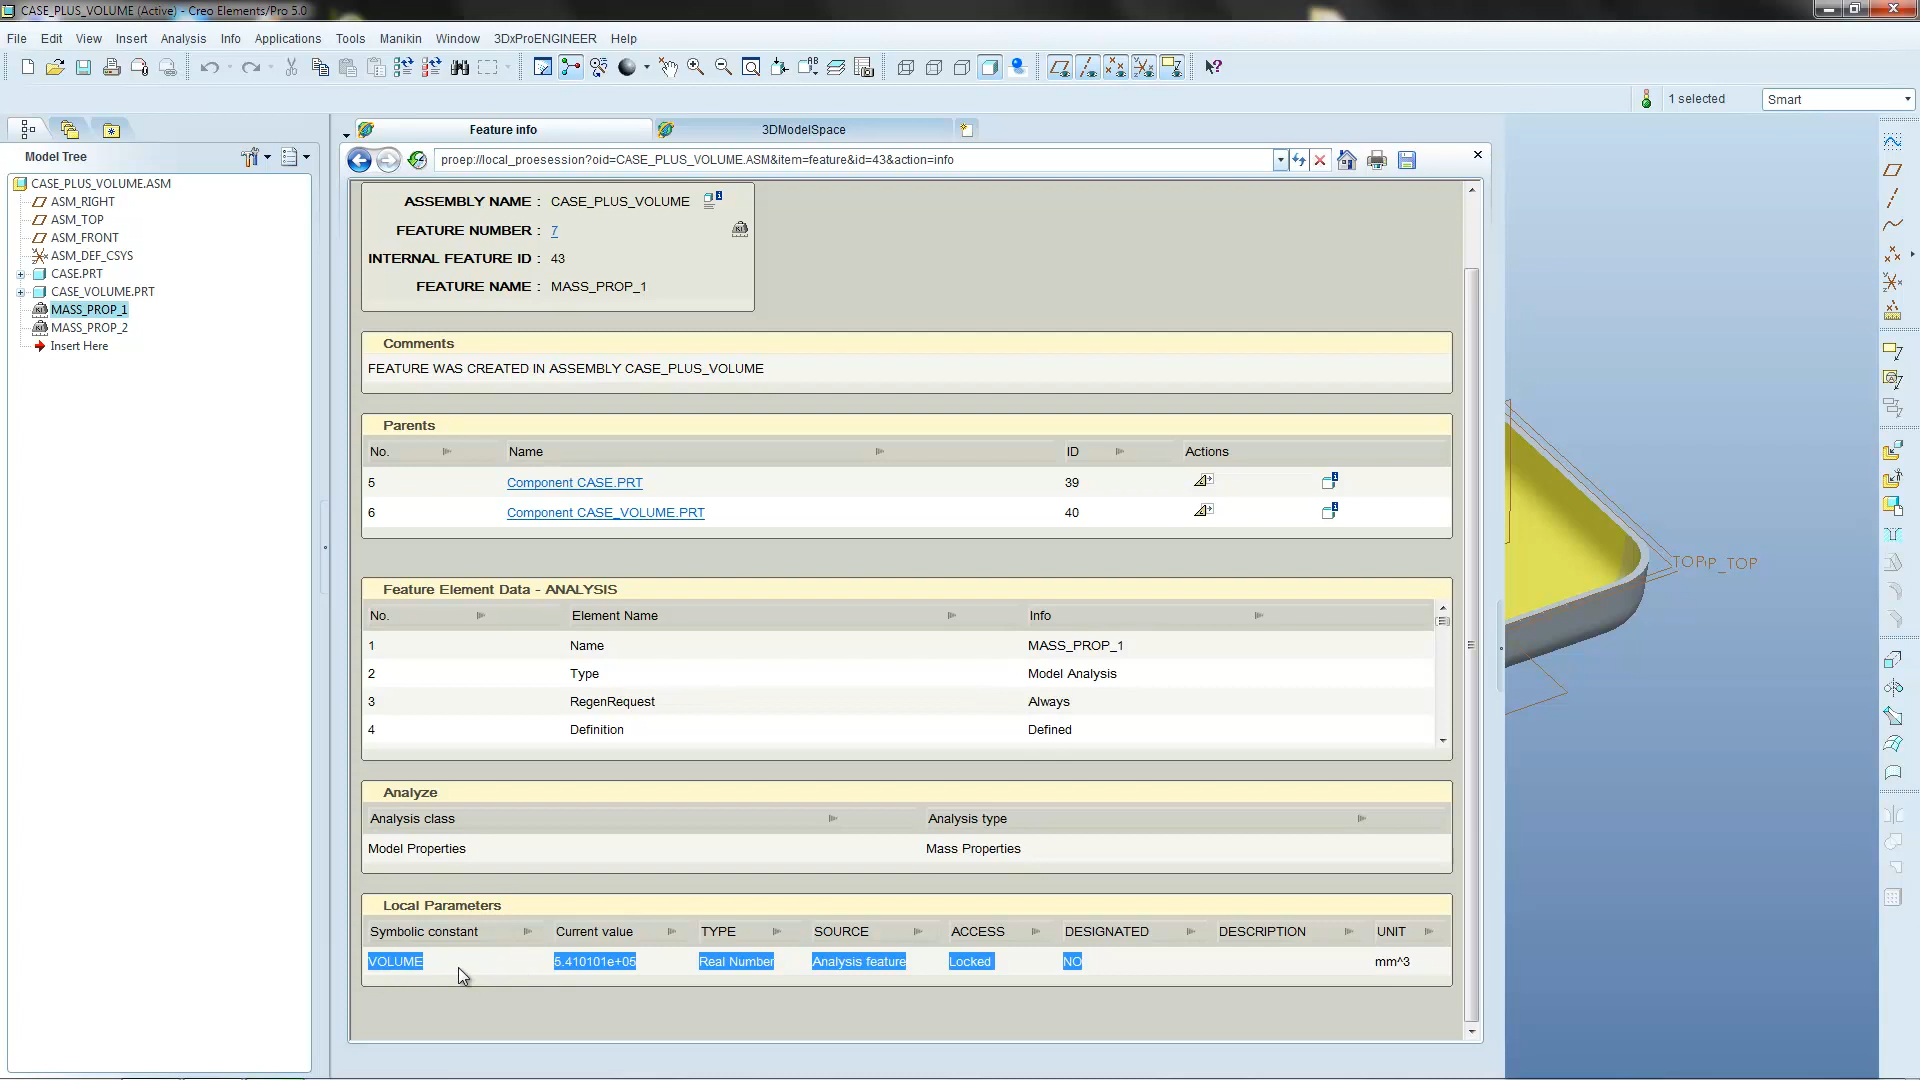 CASE_PLUS_VOLUME (Active) - Creo Elements/Pro 5.0
File Edit View Insert Analysis Info Applications Tools Manikin Window 3DxProENGINEER Help
1 selected Smart
Feature info 3DModelSpace
Model Tree
proep://local_proesession?oid=CASE_PLUS_VOLUME.ASM&item=feature&id=43&action=info
CASE_PLUS_VOLUME.ASM
ASM_RIGHT
ASM_TOP
ASM_FRONT
ASM_DEF_CSYS
CASE.PRT
CASE_VOLUME.PRT
MASS_PROP_1
MASS_PROP_2
Insert Here
ASSEMBLY NAME : CASE_PLUS_VOLUME
FEATURE NUMBER : 7
INTERNAL FEATURE ID : 43
FEATURE NAME : MASS_PROP_1
Comments
FEATURE WAS CREATED IN ASSEMBLY CASE_PLUS_VOLUME
Parents
No. Name ID Actions
5 Component CASE.PRT 39
6 Component CASE_VOLUME.PRT 40
Feature Element Data - ANALYSIS
No. Element Name Info
1 Name MASS_PROP_1
2 Type Model Analysis
3 RegenRequest Always
4 Definition Defined
Analyze
Analysis class Analysis type
Model Properties Mass Properties
Local Parameters
Symbolic constant Current value TYPE SOURCE ACCESS DESIGNATED DESCRIPTION UNIT
VOLUME 5.410101e+05 Real Number Analysis feature Locked NO mm^3